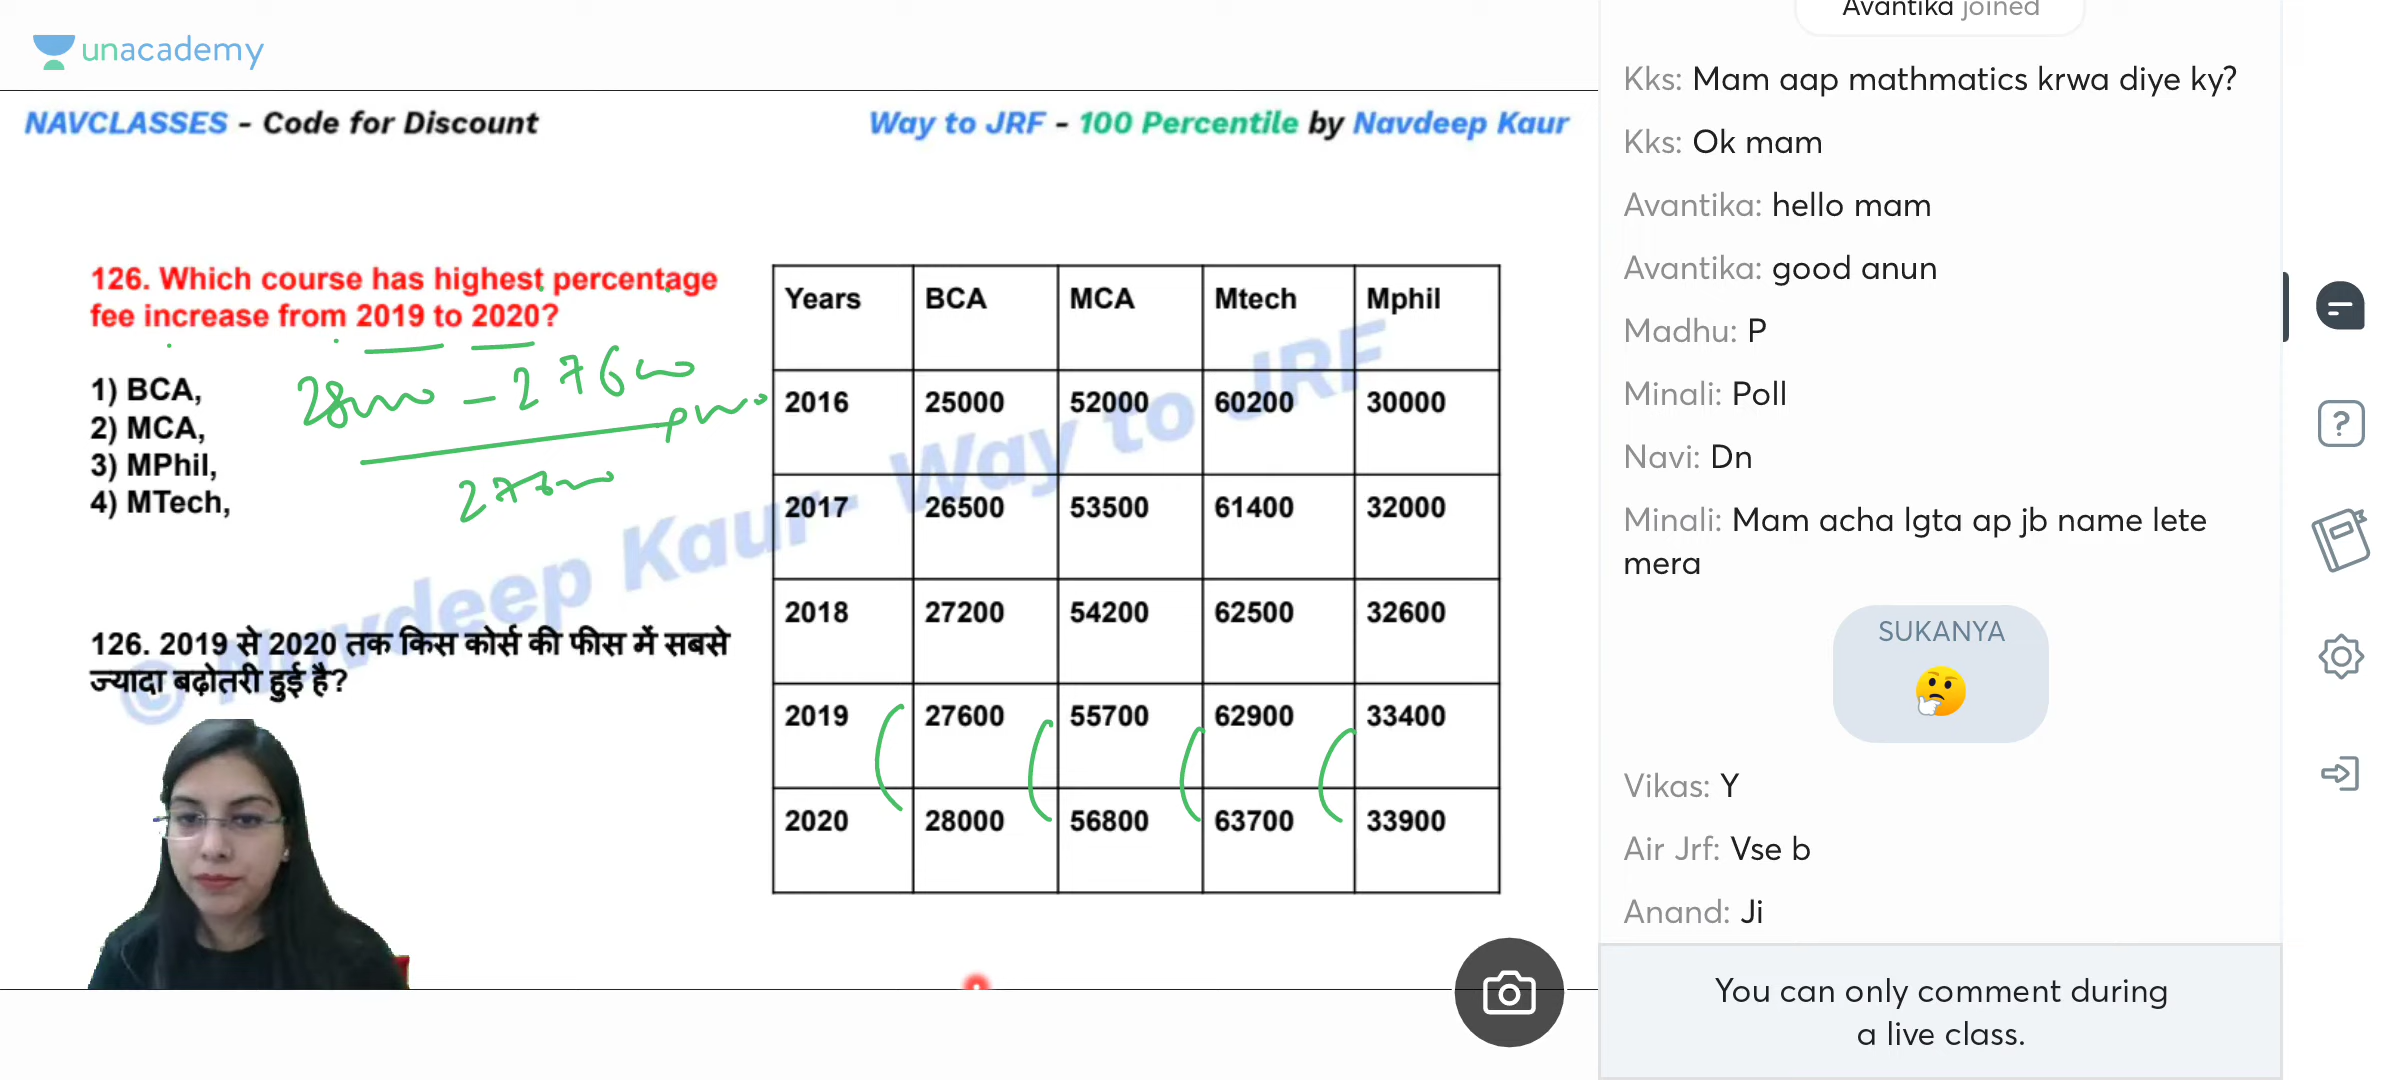 unacademy
NAVCLASSES - Code for Discount
Way to JRF - 100 Percentile by Navdeep Kaur
126. Which course has highest percentage
fee increase from 2019 to 2020?
1) BCA,
2) MCA,
3) MPhil,
4) MTech,
126. 2019 से 2020 तक किस कोर्स की फीस में सबसे
ज्यादा बढ़ोतरी हुई है?
Years BCA MCA Mtech Mphil
2016 25000 52000 60200 30000
2017 26500 53500 61400 32000
2018 27200 54200 62500 32600
2019 27600 55700 62900 33400
2020 28000 56800 63700 33900
© Navdeep Kaur- Way to JRF
Avantika joined
Kks: Mam aap mathmatics krwa diye ky?
Kks: Ok mam
Avantika: hello mam
Avantika: good anun
Madhu: P
Minali: Poll
Navi: Dn
Minali: Mam acha lgta ap jb name lete
mera
SUKANYA
Vikas: Y
Air Jrf: Vse b
Anand: Ji
You can only comment during
a live class.